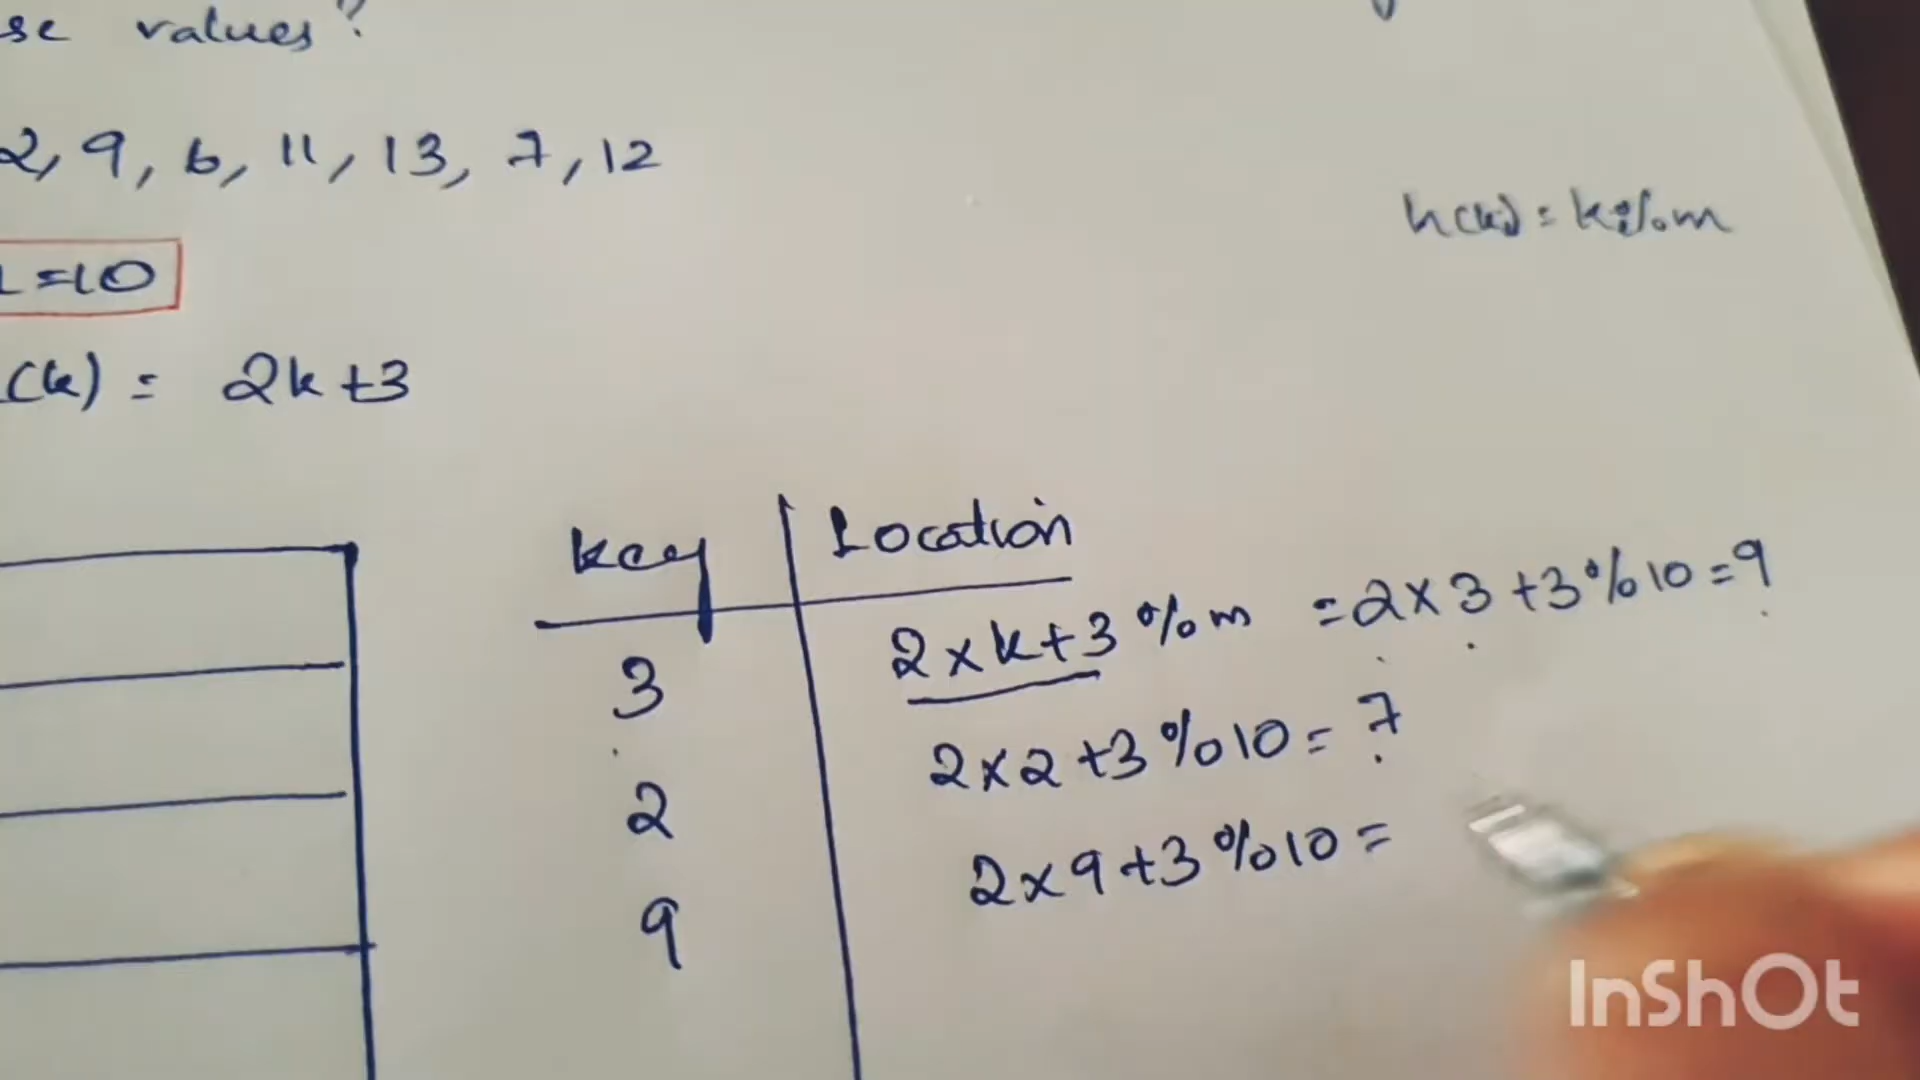 se values?
2, 9, 6, 11, 13, 7, 12
h(k) = k%m
=10
(k) = 2k+3
key Location
3 2×k+3%m =2×3+3%10=9
2 2×2+3%10=7
9 2×9+3%10=
InShOt